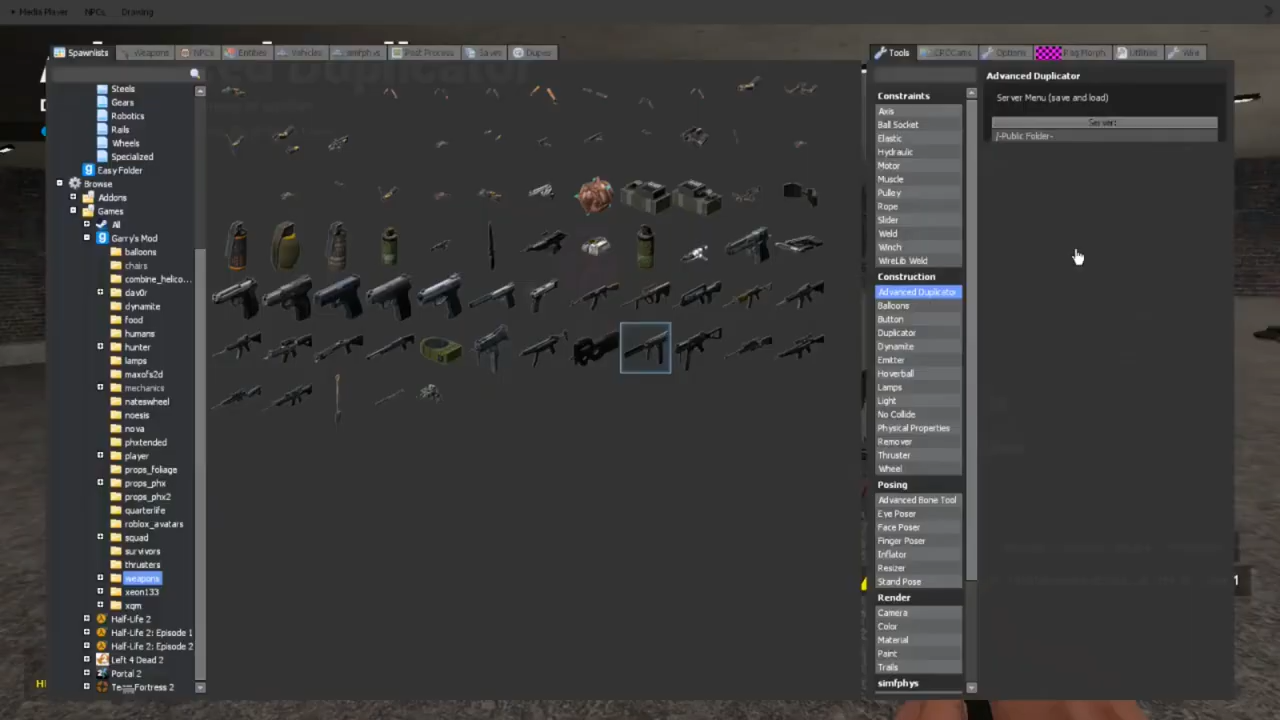 Media Player
NPCs
Drawing
Spawnlists
Weapons
NPCs
Entities
Vehicles
simfphys
Post Process
Saves
Dupes
Steels
Gears
Robotics
Rails
Wheels
Specialized
Easy Folder
Browse
Addons
Games
All
Garry's Mod
balloons
chairs
combine_helico...
dav0r
dynamite
food
humans
hunter
lamps
maxofs2d
mechanics
nateswheel
noesis
nova
phxtended
player
props_foliage
props_phx
props_phx2
quarterlife
roblox_avatars
squad
survivors
thrusters
weapons
xeon133
xqm
Half-Life 2
Half-Life 2: Episode 1
Half-Life 2: Episode 2
Left 4 Dead 2
Portal 2
Team Fortress 2
Tools
Options
Rag Morph
Utilities
Wire
Constraints
Axis
Ball Socket
Elastic
Hydraulic
Motor
Muscle
Pulley
Rope
Slider
Weld
Winch
WireLib Weld
Construction
Advanced Duplicator
Balloons
Button
Duplicator
Dynamite
Emitter
Hoverball
Lamps
Light
No Collide
Physical Properties
Remover
Thruster
Wheel
Posing
Advanced Bone Tool
Eye Poser
Face Poser
Finger Poser
Inflator
Resizer
Stand Pose
Render
Camera
Color
Material
Paint
Trails
simfphys
Advanced Duplicator
Server Menu (save and load)
Server:
/-Public Folder-
1